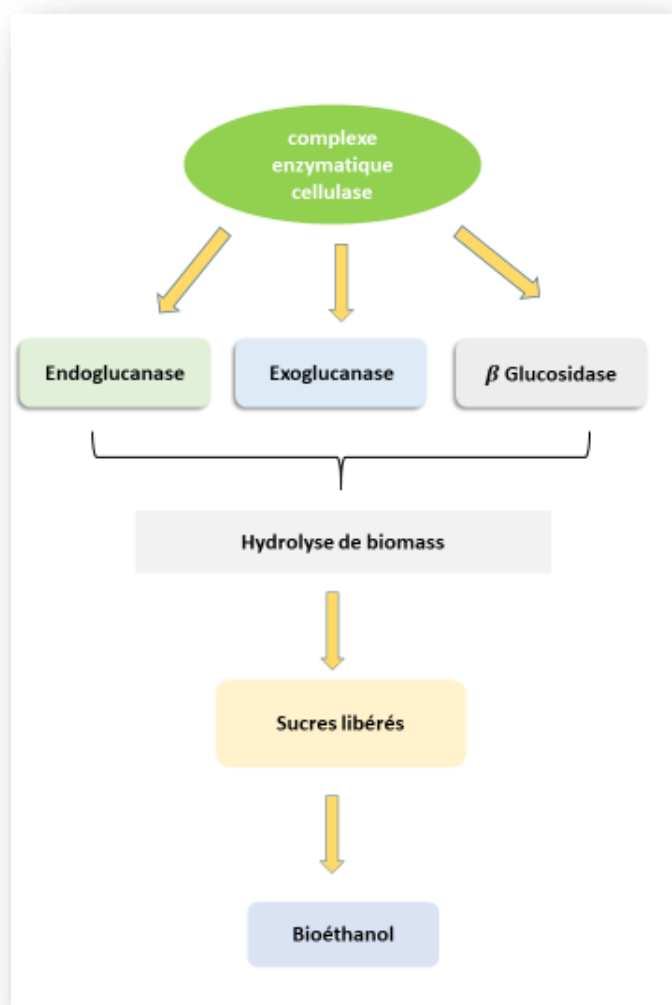 complexe
enzymatique
cellulase
Endoglucanase
Exoglucanase
β Glucosidase
Hydrolyse de biomass
Sucres libérés
Bioéthanol